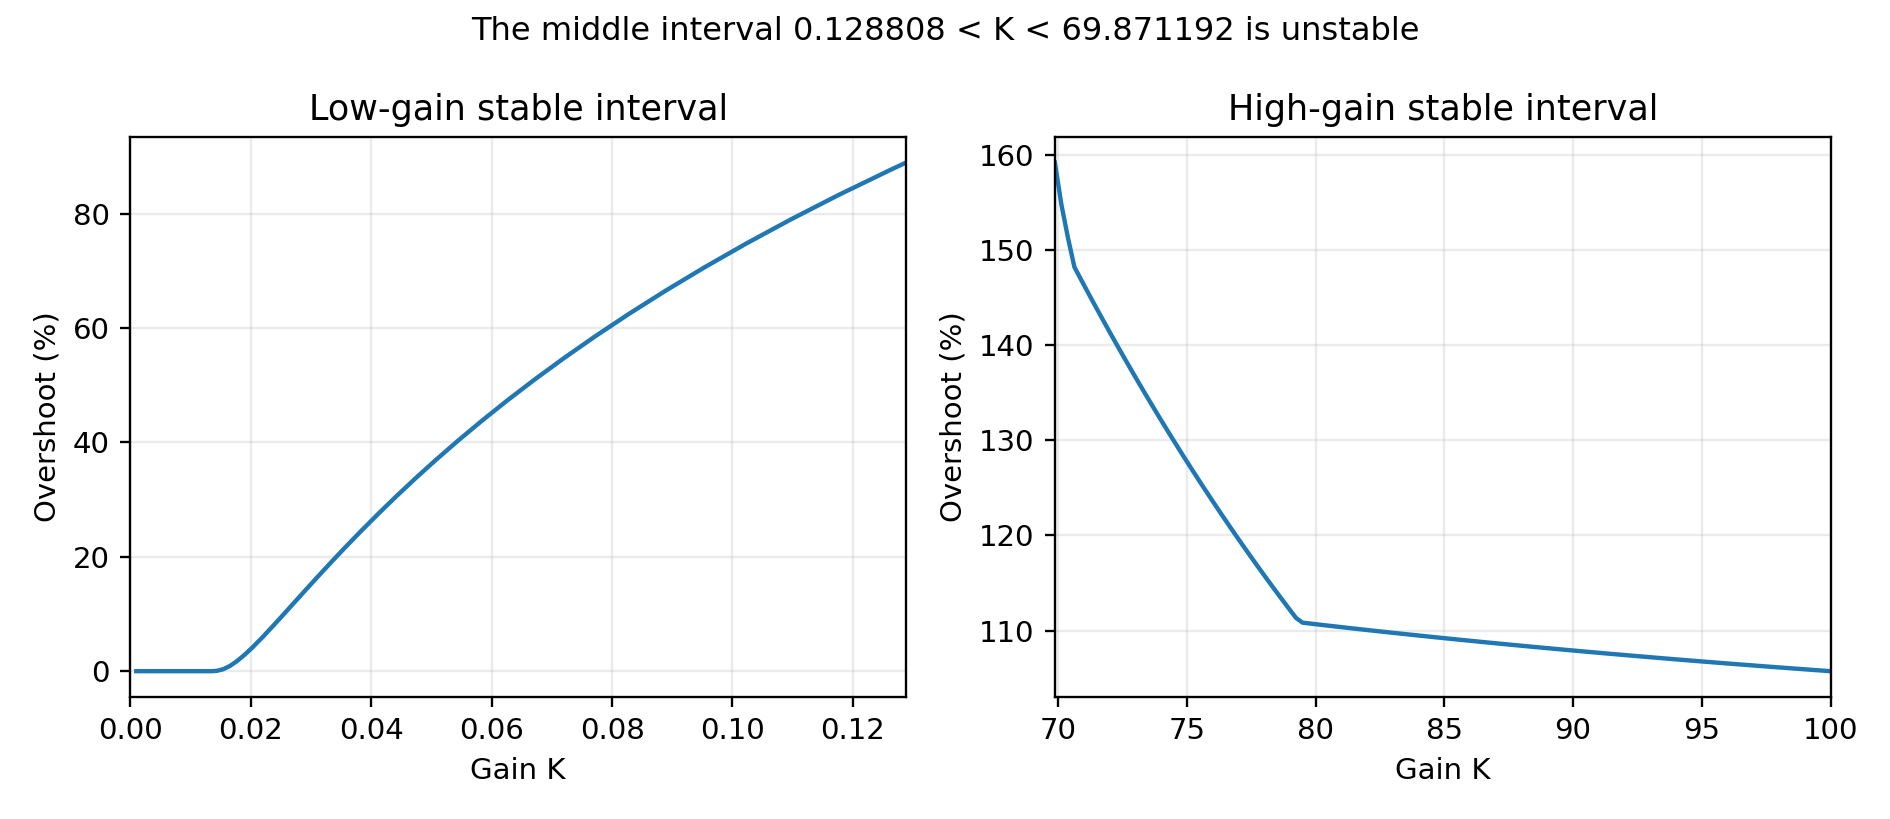 The middle interval 0.128808 < K < 69.871192 is unstable
Low-gain stable interval
Overshoot (%)
80
60
40
20
0
0.00 0.02 0.04 0.06 0.08 0.10 0.12
Gain K
High-gain stable interval
Overshoot (%)
160
150
140
130
120
110
70 75 80 85 90 95 100
Gain K